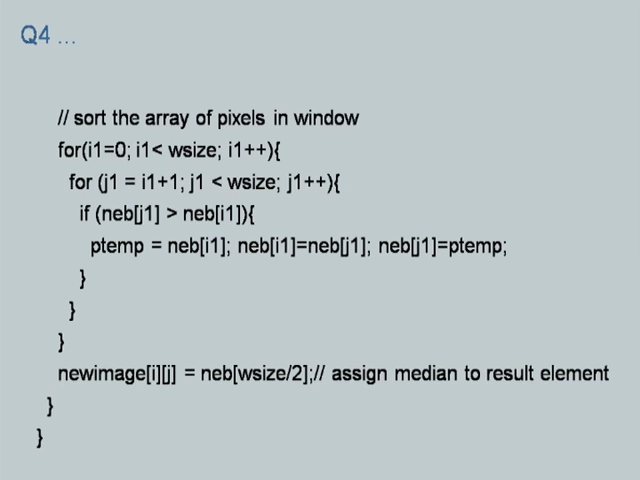 Q4 ...
// sort the array of pixels in window
for(i1=0; i1< wsize; i1++){
for (j1 = i1+1; j1 < wsize; j1++){
if (neb[j1] > neb[i1]){
ptemp = neb[i1]; neb[i1]=neb[j1]; neb[j1]=ptemp;
}
}
}
newimage[i][j] = neb[wsize/2];// assign median to result element
}
}